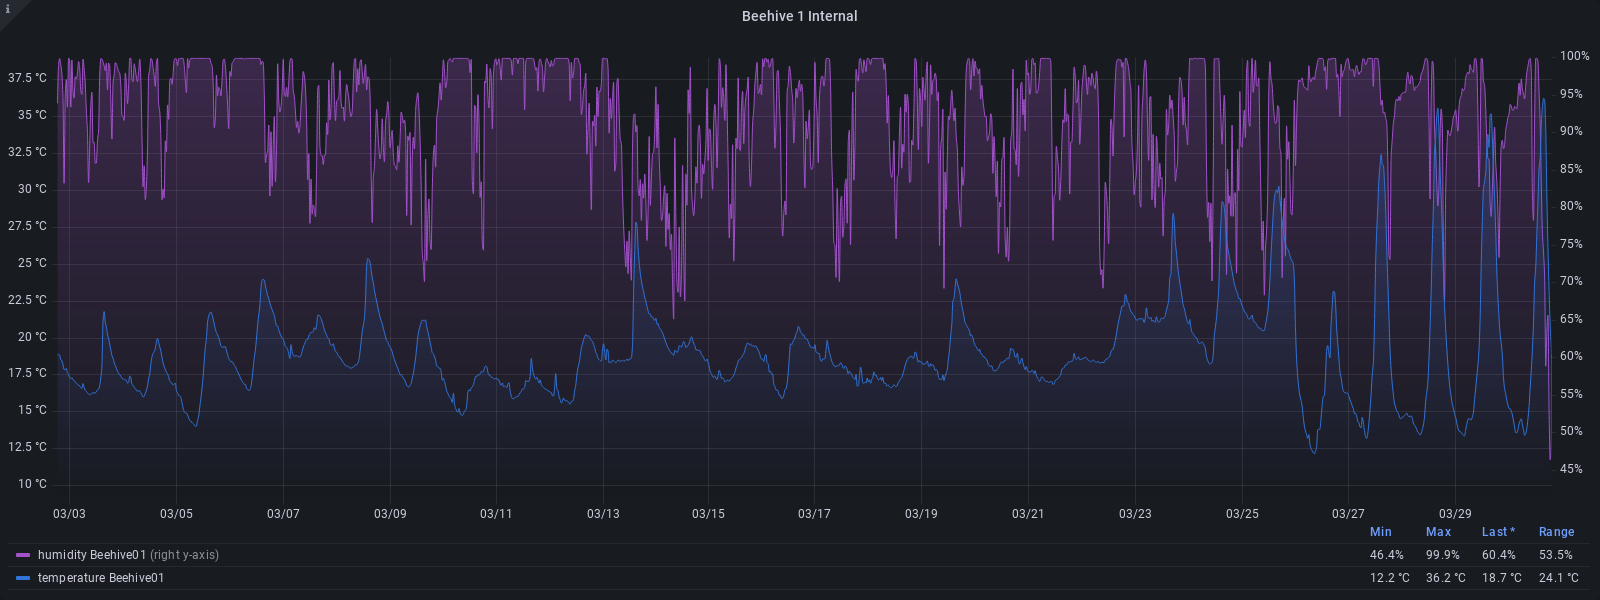 i
Beehive 1 Internal
37.5 °C
35 °C
32.5 °C
30 °C
27.5 °C
25 °C
22.5 °C
20 °C
17.5 °C
15 °C
12.5 °C
10 °C
100%
95%
90%
85%
80%
75%
70%
65%
60%
55%
50%
45%
03/03 03/05 03/07 03/09 03/11 03/13 03/15 03/17 03/19 03/21 03/23 03/25 03/27 03/29
Min Max Last * Range
humidity Beehive01 (right y-axis) 46.4% 99.9% 60.4% 53.5%
temperature Beehive01 12.2 °C 36.2 °C 18.7 °C 24.1 °C